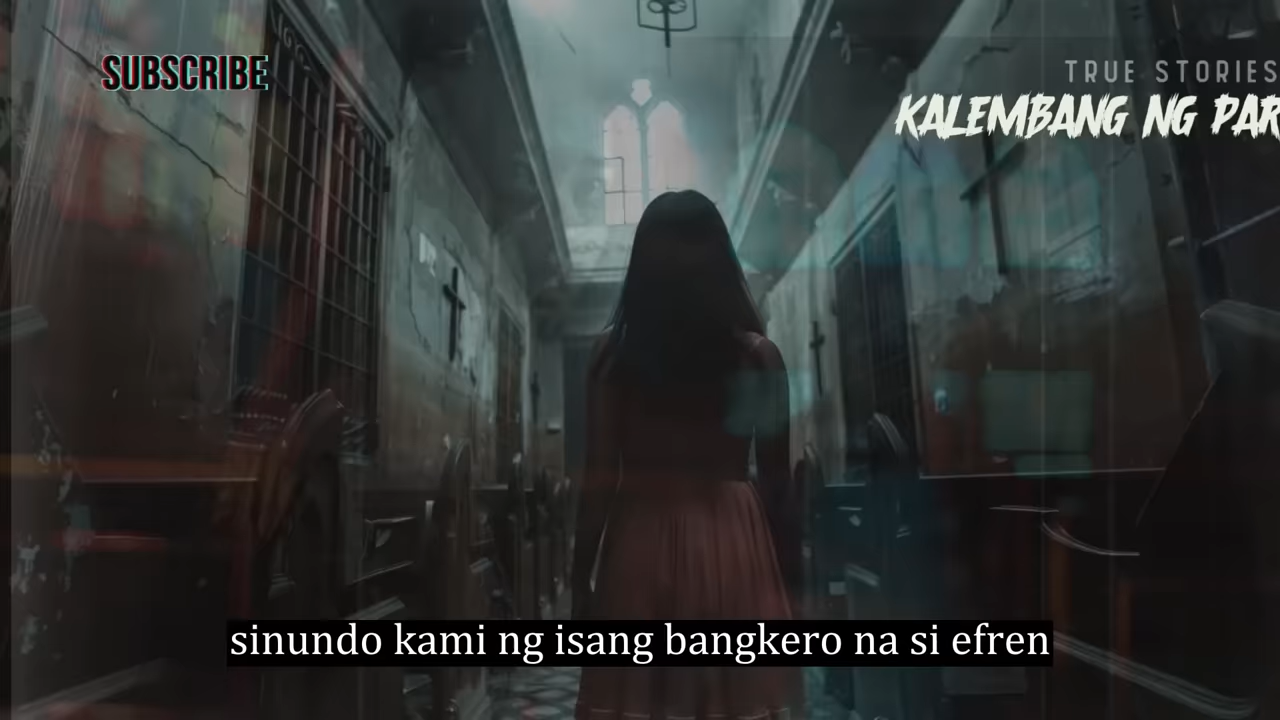 SUBSCRIBE
TRUE STORIES
KALEMBANG NG PAR
sinundo kami ng isang bangkero na si efren